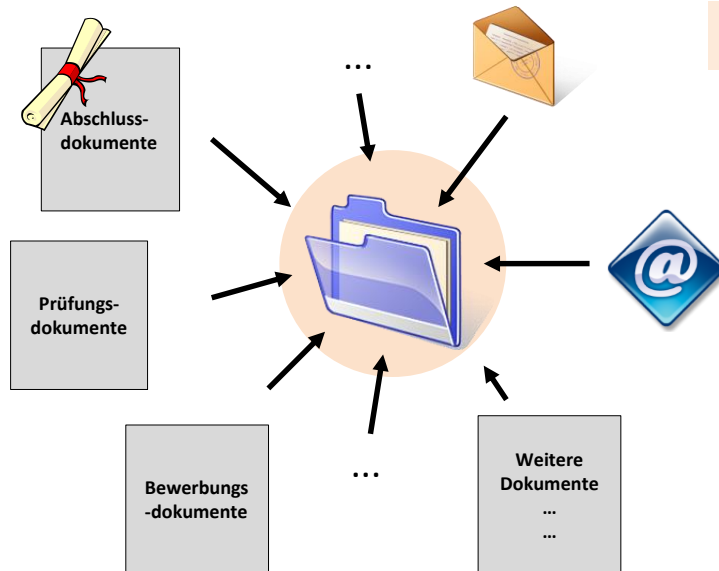 ...
Abschluss-
dokumente
@
Prüfungs-
dokumente
Bewerbungs
-dokumente
...
Weitere
Dokumente
...
...